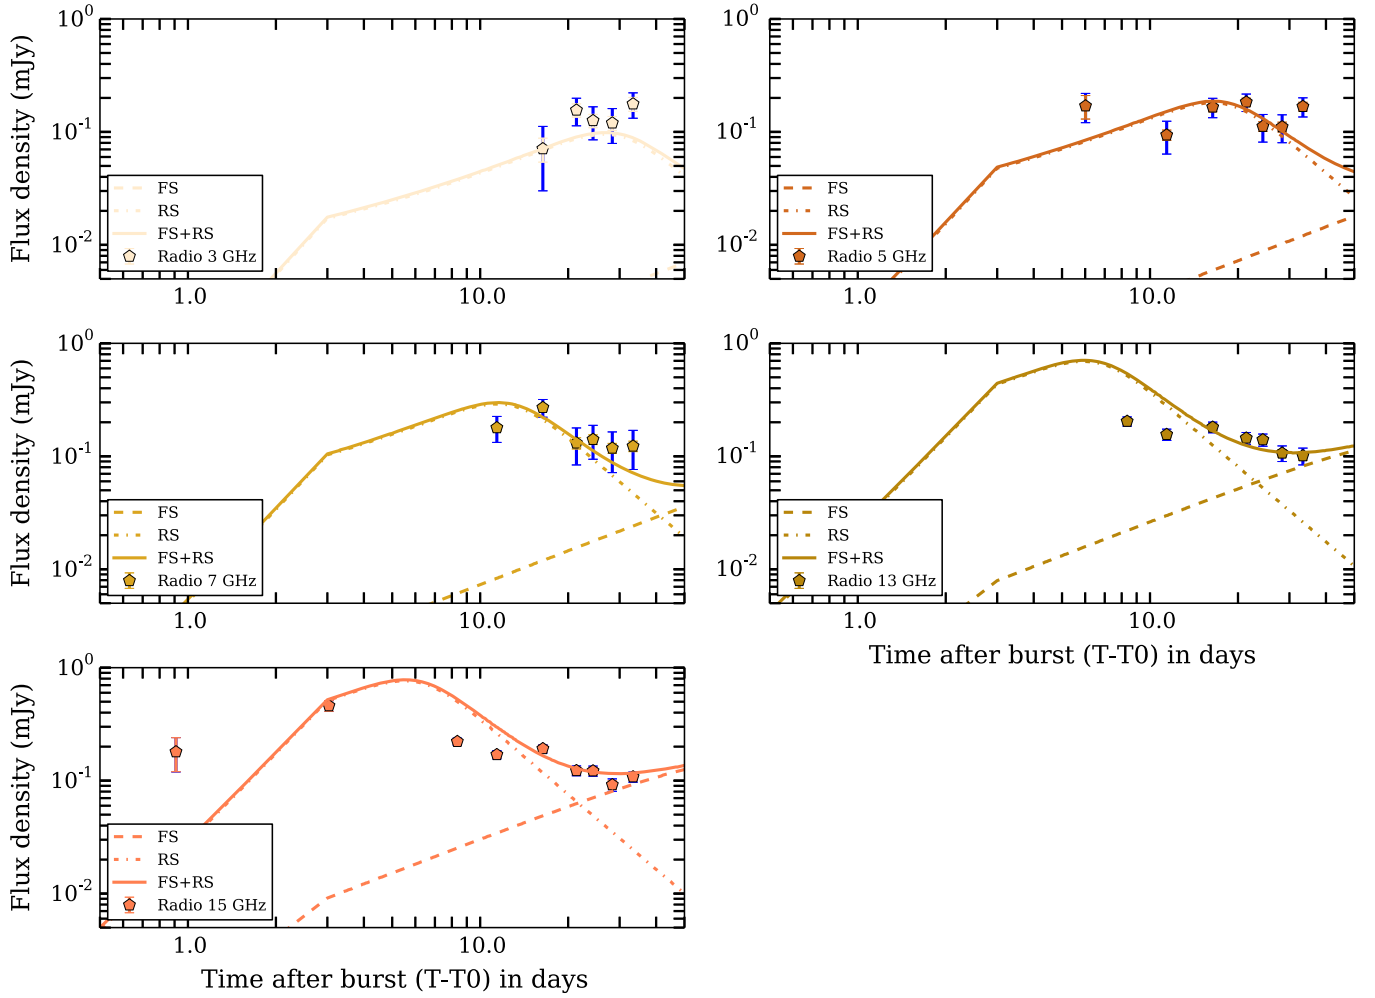 Flux density (mJy)
10^0
10^-1
10^-2
FS
RS
FS+RS
Radio 3 GHz
1.0 10.0
10^0
10^-1
10^-2
FS
RS
FS+RS
Radio 5 GHz
1.0 10.0
Flux density (mJy)
10^0
10^-1
10^-2
FS
RS
FS+RS
Radio 7 GHz
1.0 10.0
10^0
10^-1
10^-2
FS
RS
FS+RS
Radio 13 GHz
1.0 10.0
Time after burst (T-T0) in days
Flux density (mJy)
10^0
10^-1
10^-2
FS
RS
FS+RS
Radio 15 GHz
1.0 10.0
Time after burst (T-T0) in days